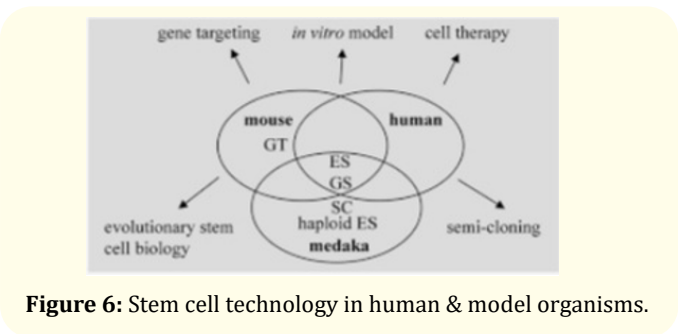 gene targeting in vitro model cell therapy
mouse human
GT
ES
GS
SC
haploid ES
medaka
evolutionary stem
cell biology
semi-cloning
Figure 6: Stem cell technology in human & model organisms.